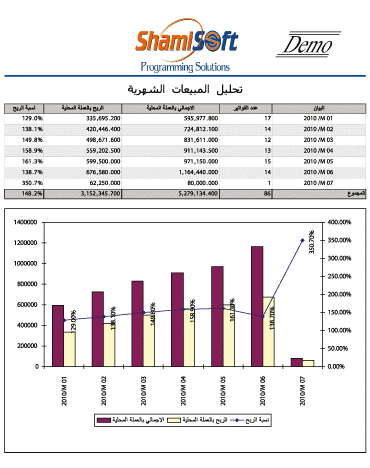 ShamiSoft
Programming Solutions
Demo
تحليل المبيعات الشهرية
البيان عدد الفواتير الاجمالي بالعملة المحلية الربح بالعملة المحلية نسبة الربح
2010 /M 01 17 595,977.800 335,695.200 129.0%
2010 /M 02 14 724,812.100 420,446.400 138.1%
2010 /M 03 12 831,611.000 498,671.600 149.8%
2010 /M 04 13 911,143.500 559,202.500 158.9%
2010 /M 05 15 971,150.000 599,500.000 161.3%
2010 /M 06 14 1,164,440.000 676,580.000 138.7%
2010 /M 07 1 80,000.000 62,250.000 350.7%
المجموع 86 5,279,134.400 3,152,345.700 148.2%
1400000 400.00%
1200000 350.00%
1000000 300.00%
800000 250.00%
600000 200.00%
400000 150.00%
200000 100.00%
0 50.00%
0.00%
29.00%
138.10%
149.80%
158.90%
161.30%
138.70%
350.70%
2010/M 01
2010/M 02
2010/M 03
2010/M 04
2010/M 05
2010/M 06
2010/M 07
نسبة الربح الربح بالعملة المحلية الاجمالي بالعملة المحلية